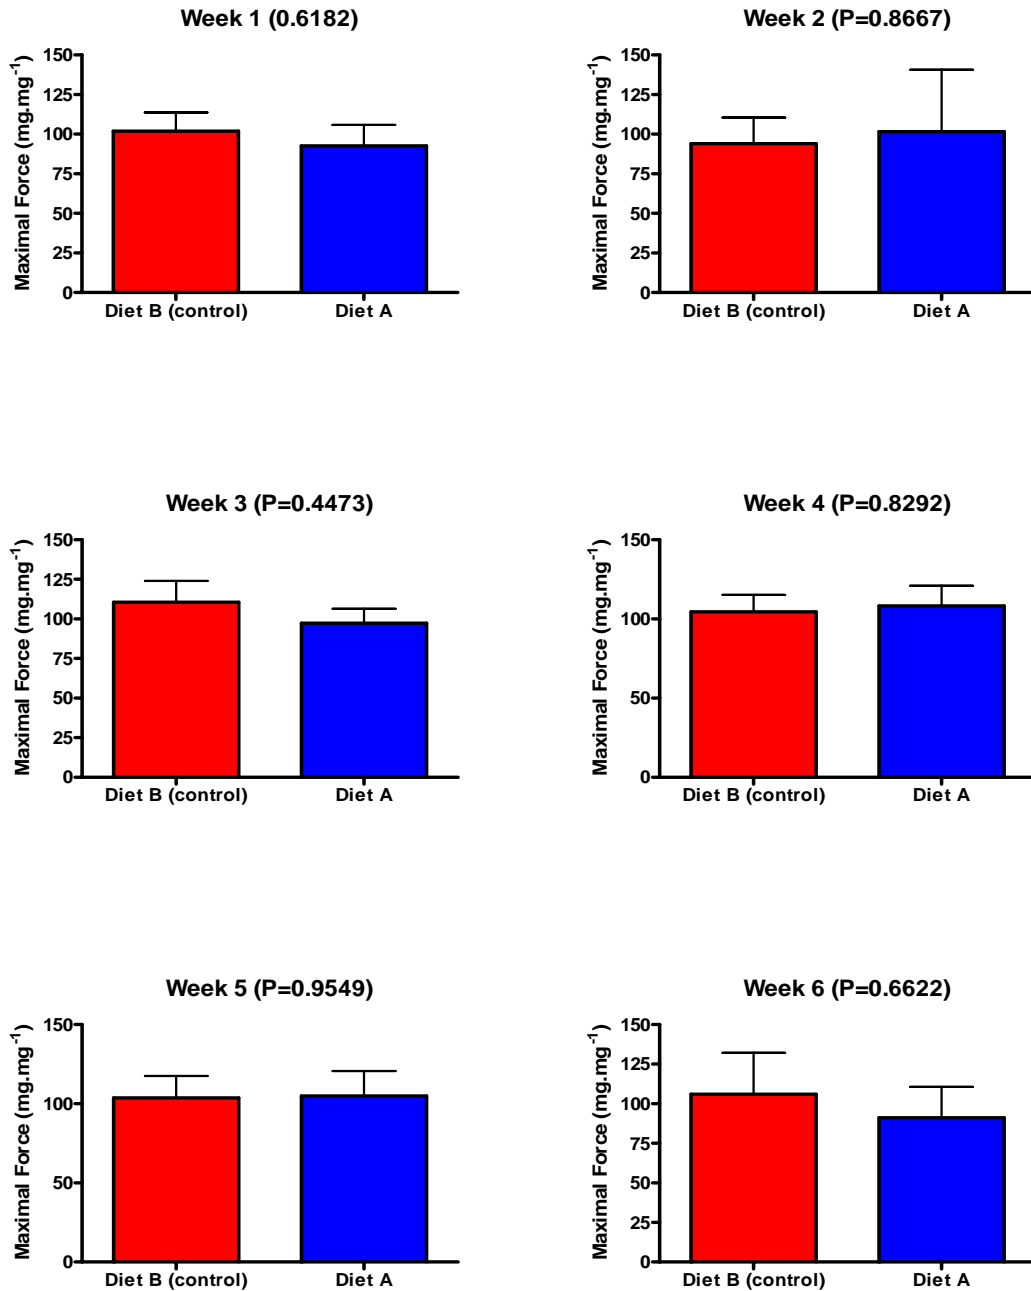 Week 1 (0.6182)
Maximal Force (mg.mg-1)
150
125
100
75
50
25
0
Diet B (control)
Diet A
Week 2 (P=0.8667)
Maximal Force (mg.mg-1)
150
125
100
75
50
25
0
Diet B (control)
Diet A
Week 3 (P=0.4473)
Maximal Force (mg.mg-1)
150
125
100
75
50
25
0
Diet B (control)
Diet A
Week 4 (P=0.8292)
Maximal Force (mg.mg-1)
150
100
50
0
Diet B (control)
Diet A
Week 5 (P=0.9549)
Maximal Force (mg.mg-1)
150
100
50
0
Diet B (control)
Diet A
Week 6 (P=0.6622)
Maximal Force (mg.mg-1)
150
125
100
75
50
25
0
Diet B (control)
Diet A